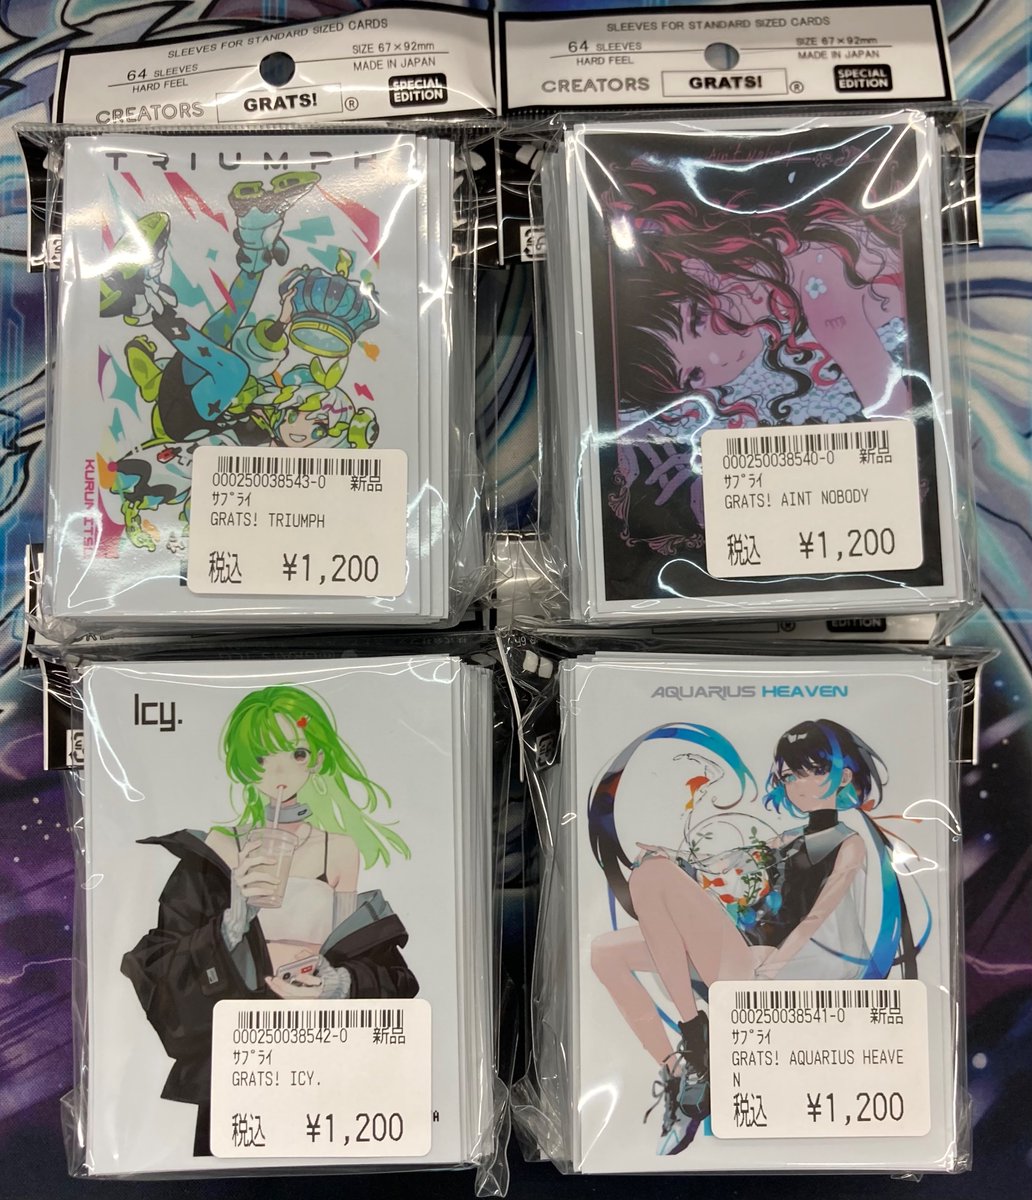 SLEEVES FOR STANDARD SIZED CARDS
64 SLEEVES
HARD FEEL
SIZE 67×92mm
MADE IN JAPAN
CREATORS GRATS! ®
SPECIAL EDITION
SLEEVES FOR STANDARD SIZED CARDS
64 SLEEVES
HARD FEEL
SIZE 67×92mm
MADE IN JAPAN
CREATORS GRATS! ®
SPECIAL EDITION
TRIUMPH
000250038543-0 新品
サプライ
GRATS! TRIUMPH
税込 ¥1,200
Ain't Nobody
000250038540-0 新品
サプライ
GRATS! AINT NOBODY
税込 ¥1,200
EDITION
®
Icy.
000250038542-0 新品
サプライ
GRATS! ICY.
税込 ¥1,200
AQUARIUS HEAVEN
000250038541-0 新品
サプライ
GRATS! AQUARIUS HEAVE
N
税込 ¥1,200